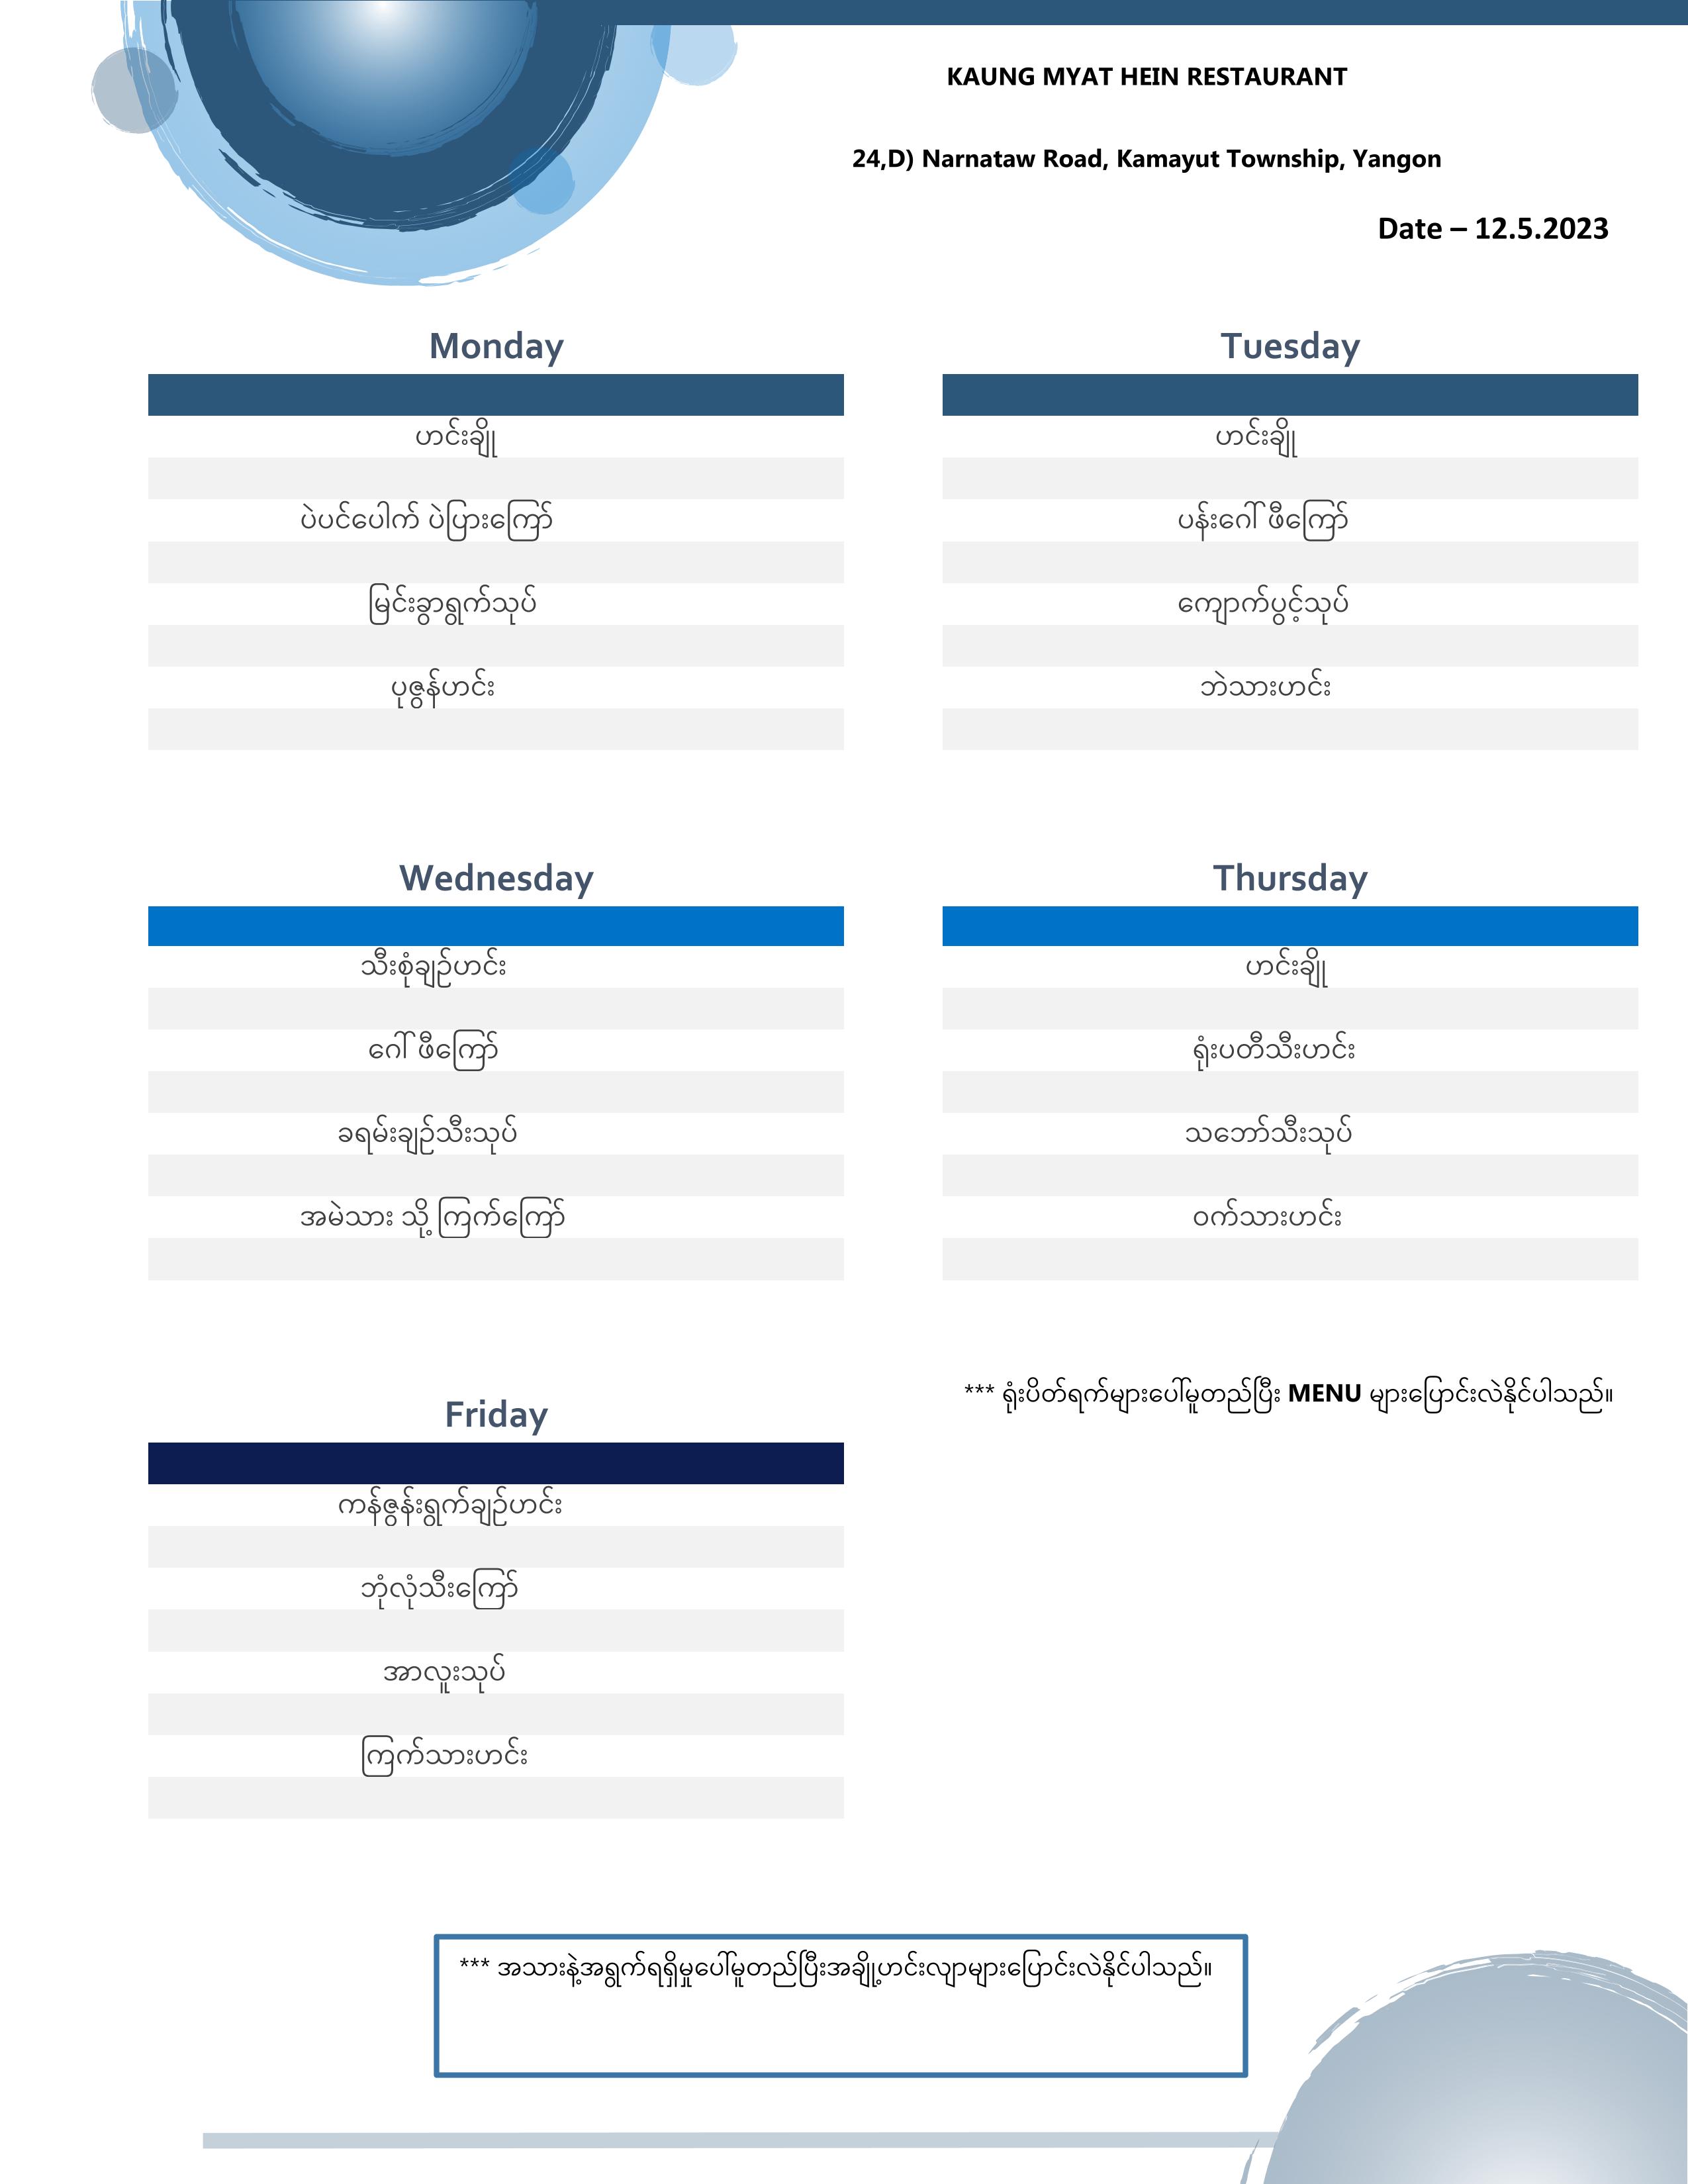 KAUNG MYAT HEIN RESTAURANT
24,D) Narnataw Road, Kamayut Township, Yangon
Date – 12.5.2023
Monday
ဟင်းချို
ပဲပင်ပေါက် ပဲပြားကြော်
မြင်းခွာရွက်သုပ်
ပုဇွန်ဟင်း
Tuesday
ဟင်းချို
ပန်းဂေါ်ဖီကြော်
ကျောက်ပွင့်သုပ်
ဘဲသားဟင်း
Wednesday
သီးစုံချဉ်ဟင်း
ဂေါ်ဖီကြော်
ခရမ်းချဉ်သီးသုပ်
အမဲသား သို့ ကြက်ကြော်
Thursday
ဟင်းချို
ရုံးပတီသီးဟင်း
သဘော်သီးသုပ်
ဝက်သားဟင်း
*** ရုံးပိတ်ရက်များပေါ်မူတည်ပြီး MENU များပြောင်းလဲနိုင်ပါသည်။
Friday
ကန်ဇွန်းရွက်ချဉ်ဟင်း
ဘုံလုံသီးကြော်
အာလူးသုပ်
ကြက်သားဟင်း
*** အသားနဲ့အရွက်ရရှိမှုပေါ်မူတည်ပြီးအချို့ဟင်းလျာများပြောင်းလဲနိုင်ပါသည်။